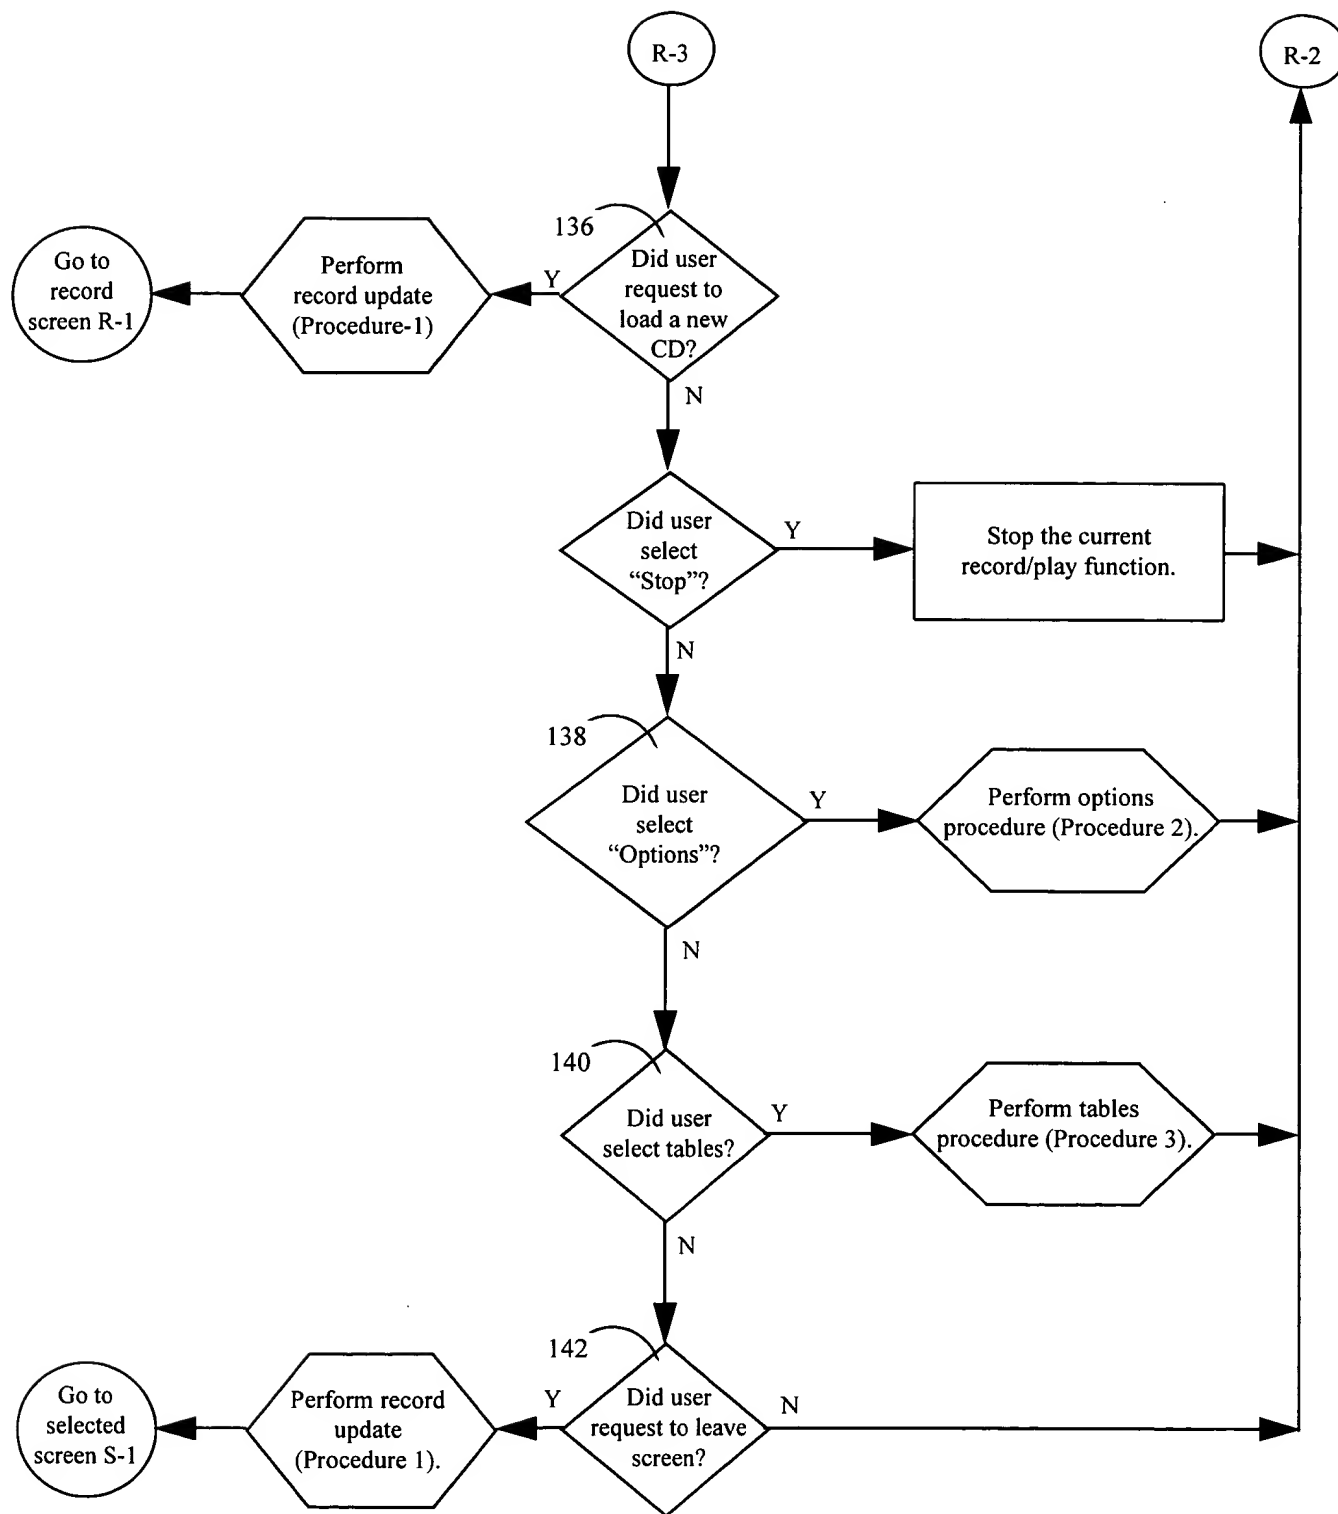 R-3
R-2
136
Did user
request to
load a new
CD?
Y
Perform
record update
(Procedure-1)
Go to
record
screen R-1
N
Did user
select
“Stop”?
Y
Stop the current
record/play function.
N
138
Did user
select
“Options”?
Y
Perform options
procedure (Procedure 2).
N
140
Did user
select tables?
Y
Perform tables
procedure (Procedure 3).
N
142
Did user
request to leave
screen?
Y
Perform record
update
(Procedure 1).
Go to
selected
screen S-1
N